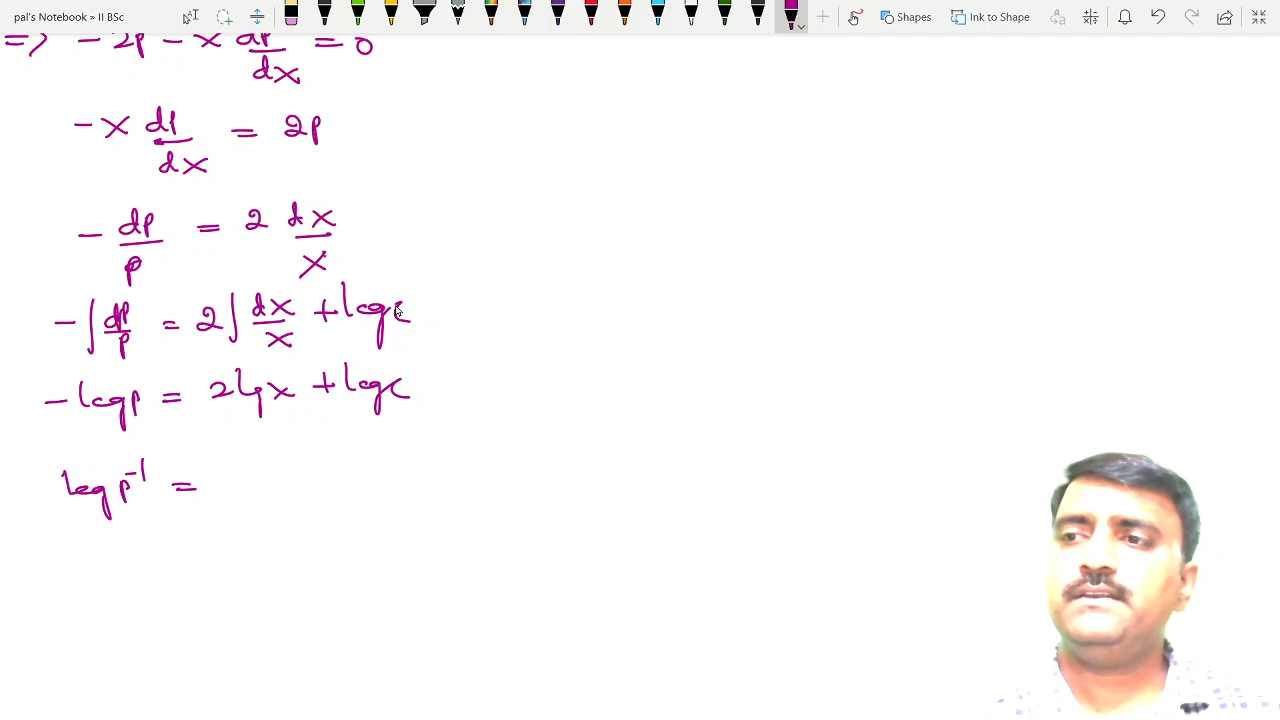 pal's Notebook » II BSc
Shapes
Ink to Shape
=> - 2p - x dp/dx = 0
- x dp/dx = 2p
- dp/p = 2 dx/x
- ∫ dp/p = 2 ∫ dx/x + log c
- log p = 2 log x + log c
log p⁻¹ =